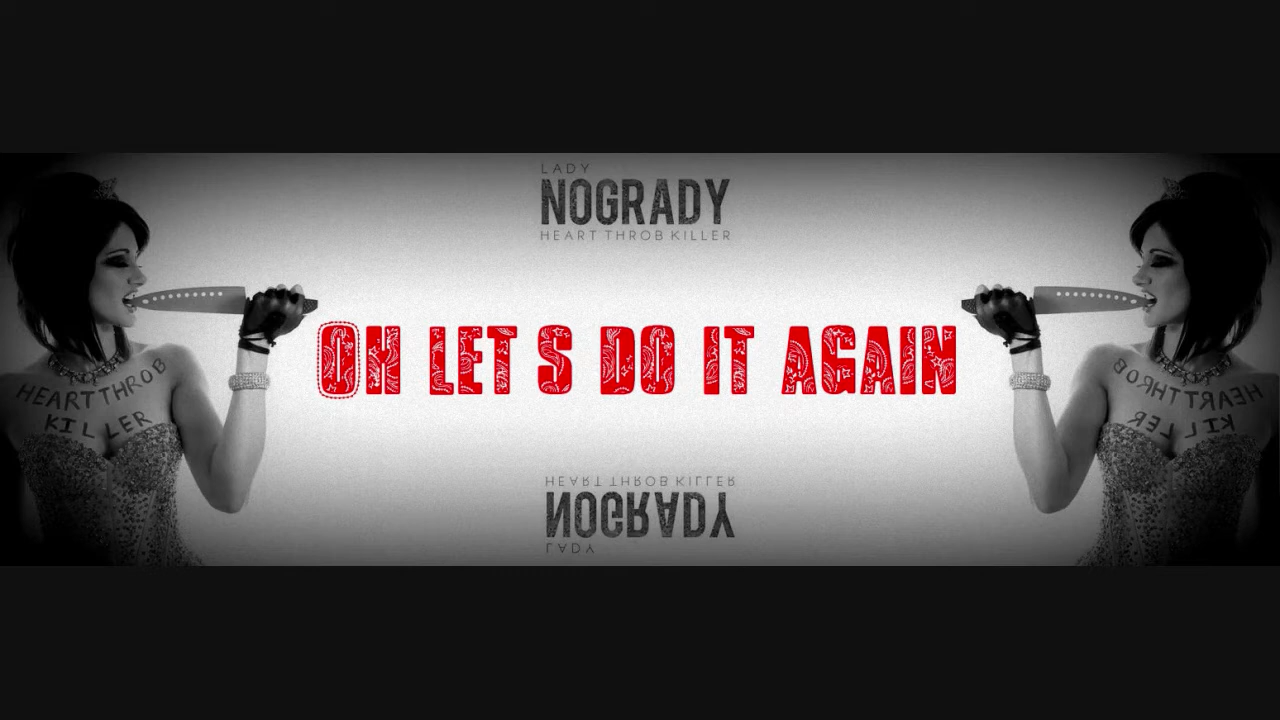 LADY
NOGRADY
HEART THROB KILLER
HEARTTHROB
KILLER
OH LET S DO IT AGAIN
HEARTTHROB
KILLER
HEART THROB KILLER
NOGRADY
LADY